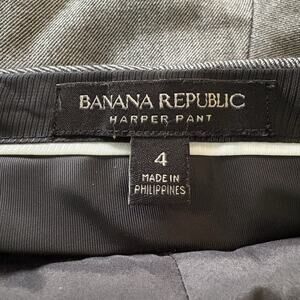 BANANA REPUBLIC
HARPER PANT
4
MADE IN
PHILIPPINES